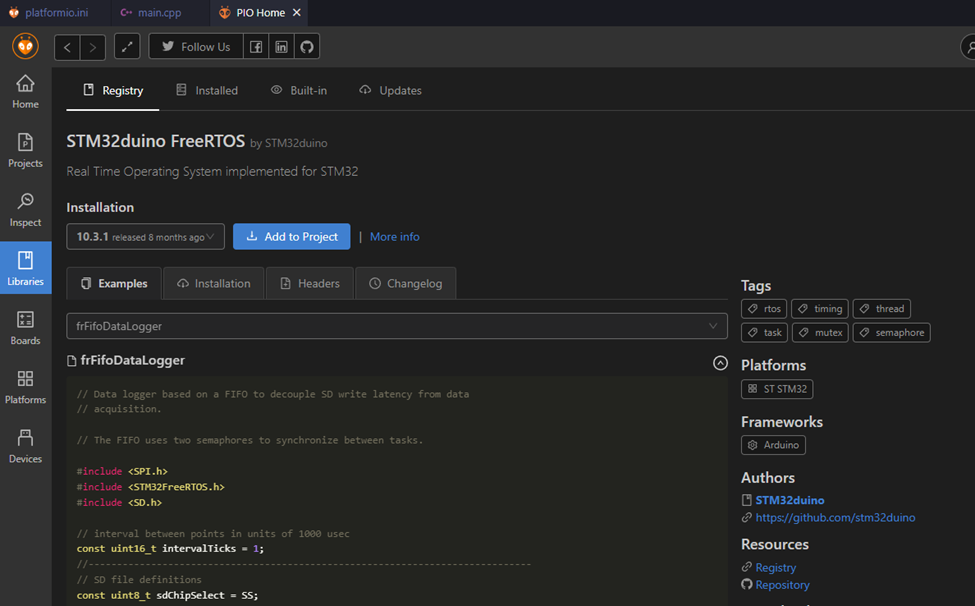 platformio.ini
main.cpp
PIO Home
Follow Us
Home
Projects
Inspect
Libraries
Boards
Platforms
Devices
Registry
Installed
Built-in
Updates
STM32duino FreeRTOS by STM32duino
Real Time Operating System implemented for STM32
Installation
10.3.1 released 8 months ago
Add to Project
| More info
Examples
Installation
Headers
Changelog
frFifoDataLogger
frFifoDataLogger
// Data logger based on a FIFO to decouple SD write latency from data
// acquisition.
// The FIFO uses two semaphores to synchronize between tasks.
#include <SPI.h>
#include <STM32FreeRTOS.h>
#include <SD.h>
// interval between points in units of 1000 usec
const uint16_t intervalTicks = 1;
//------------------------------------------------------------------------------
// SD file definitions
const uint8_t sdChipSelect = SS;
Tags
rtos timing thread
task mutex semaphore
Platforms
ST STM32
Frameworks
Arduino
Authors
STM32duino
https://github.com/stm32duino
Resources
Registry
Repository